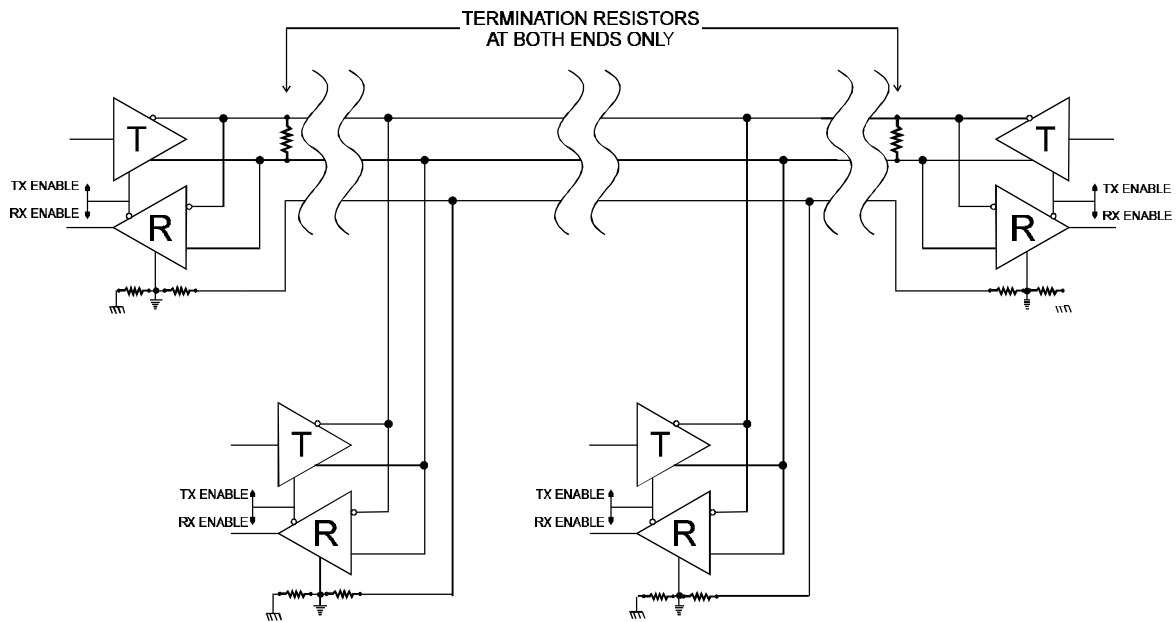 TERMINATION RESISTORS
AT BOTH ENDS ONLY
T
T
TX ENABLE
RX ENABLE
R
TX ENABLE
RX ENABLE
R
T
T
TX ENABLE
RX ENABLE
R
TX ENABLE
RX ENABLE
R